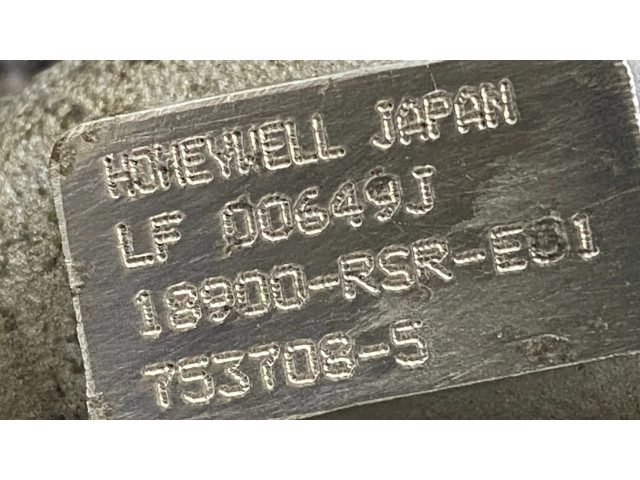 HONEYWELL JAPAN
LF D0649J
18900-RSR-E01
753708-5